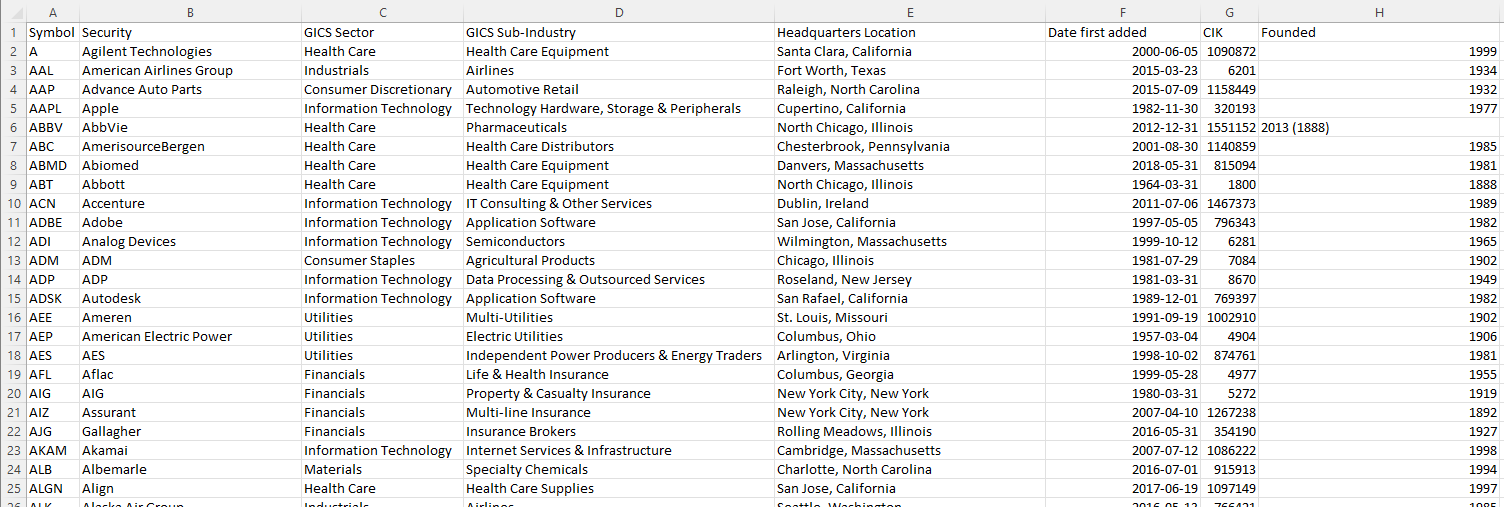 A B C D E F G H
1 Symbol Security GICS Sector GICS Sub-Industry Headquarters Location Date first added CIK Founded
2 A Agilent Technologies Health Care Health Care Equipment Santa Clara, California 2000-06-05 1090872 1999
3 AAL American Airlines Group Industrials Airlines Fort Worth, Texas 2015-03-23 6201 1934
4 AAP Advance Auto Parts Consumer Discretionary Automotive Retail Raleigh, North Carolina 2015-07-09 1158449 1932
5 AAPL Apple Information Technology Technology Hardware, Storage & Peripherals Cupertino, California 1982-11-30 320193 1977
6 ABBV AbbVie Health Care Pharmaceuticals North Chicago, Illinois 2012-12-31 1551152 2013 (1888)
7 ABC AmerisourceBergen Health Care Health Care Distributors Chesterbrook, Pennsylvania 2001-08-30 1140859 1985
8 ABMD Abiomed Health Care Health Care Equipment Danvers, Massachusetts 2018-05-31 815094 1981
9 ABT Abbott Health Care Health Care Equipment North Chicago, Illinois 1964-03-31 1800 1888
10 ACN Accenture Information Technology IT Consulting & Other Services Dublin, Ireland 2011-07-06 1467373 1989
11 ADBE Adobe Information Technology Application Software San Jose, California 1997-05-05 796343 1982
12 ADI Analog Devices Information Technology Semiconductors Wilmington, Massachusetts 1999-10-12 6281 1965
13 ADM ADM Consumer Staples Agricultural Products Chicago, Illinois 1981-07-29 7084 1902
14 ADP ADP Information Technology Data Processing & Outsourced Services Roseland, New Jersey 1981-03-31 8670 1949
15 ADSK Autodesk Information Technology Application Software San Rafael, California 1989-12-01 769397 1982
16 AEE Ameren Utilities Multi-Utilities St. Louis, Missouri 1991-09-19 1002910 1902
17 AEP American Electric Power Utilities Electric Utilities Columbus, Ohio 1957-03-04 4904 1906
18 AES AES Utilities Independent Power Producers & Energy Traders Arlington, Virginia 1998-10-02 874761 1981
19 AFL Aflac Financials Life & Health Insurance Columbus, Georgia 1999-05-28 4977 1955
20 AIG AIG Financials Property & Casualty Insurance New York City, New York 1980-03-31 5272 1919
21 AIZ Assurant Financials Multi-line Insurance New York City, New York 2007-04-10 1267238 1892
22 AJG Gallagher Financials Insurance Brokers Rolling Meadows, Illinois 2016-05-31 354190 1927
23 AKAM Akamai Information Technology Internet Services & Infrastructure Cambridge, Massachusetts 2007-07-12 1086222 1998
24 ALB Albemarle Materials Specialty Chemicals Charlotte, North Carolina 2016-07-01 915913 1994
25 ALGN Align Health Care Health Care Supplies San Jose, California 2017-06-19 1097149 1997
26 ALK Alaska Air Group Industrials Airlines Seattle, Washington 2016-05-13 766421 1985